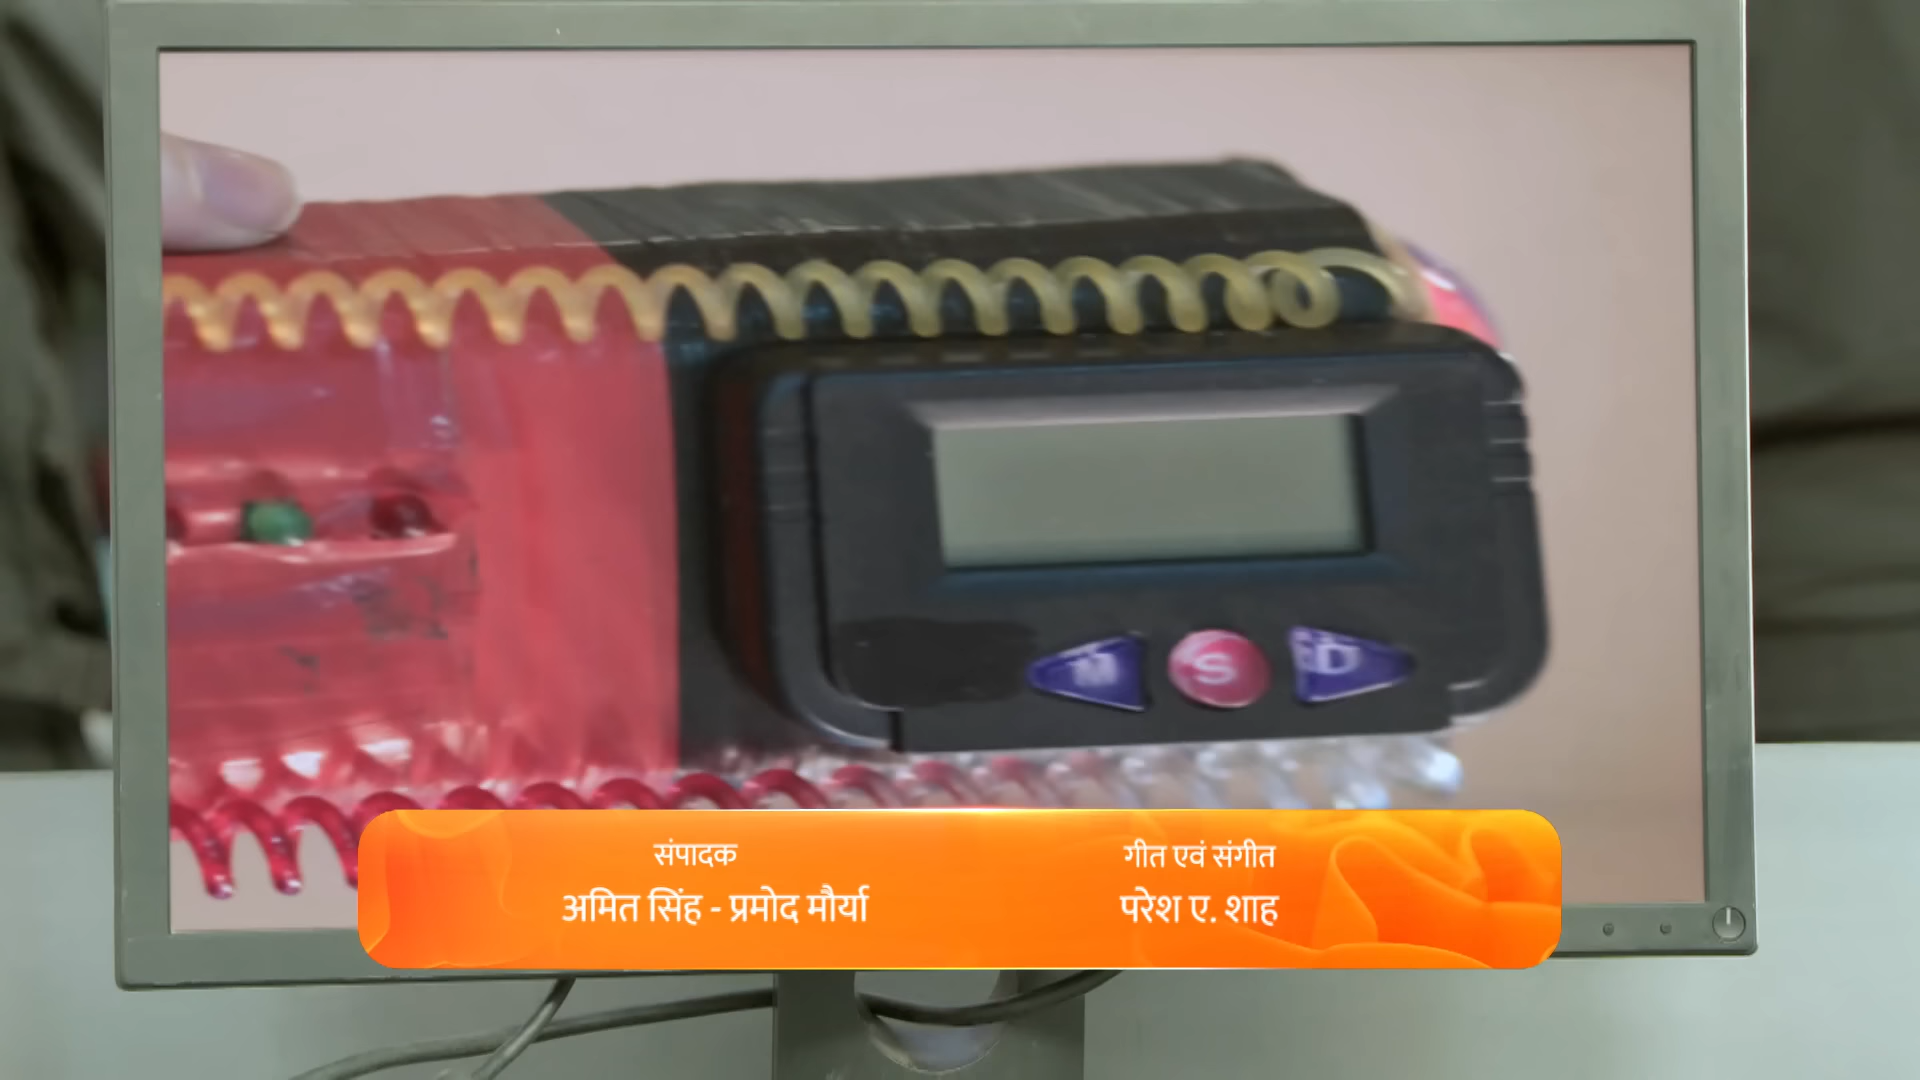 M S D
संपादक
अमित सिंह - प्रमोद मौर्या
गीत एवं संगीत
परेश ए. शाह